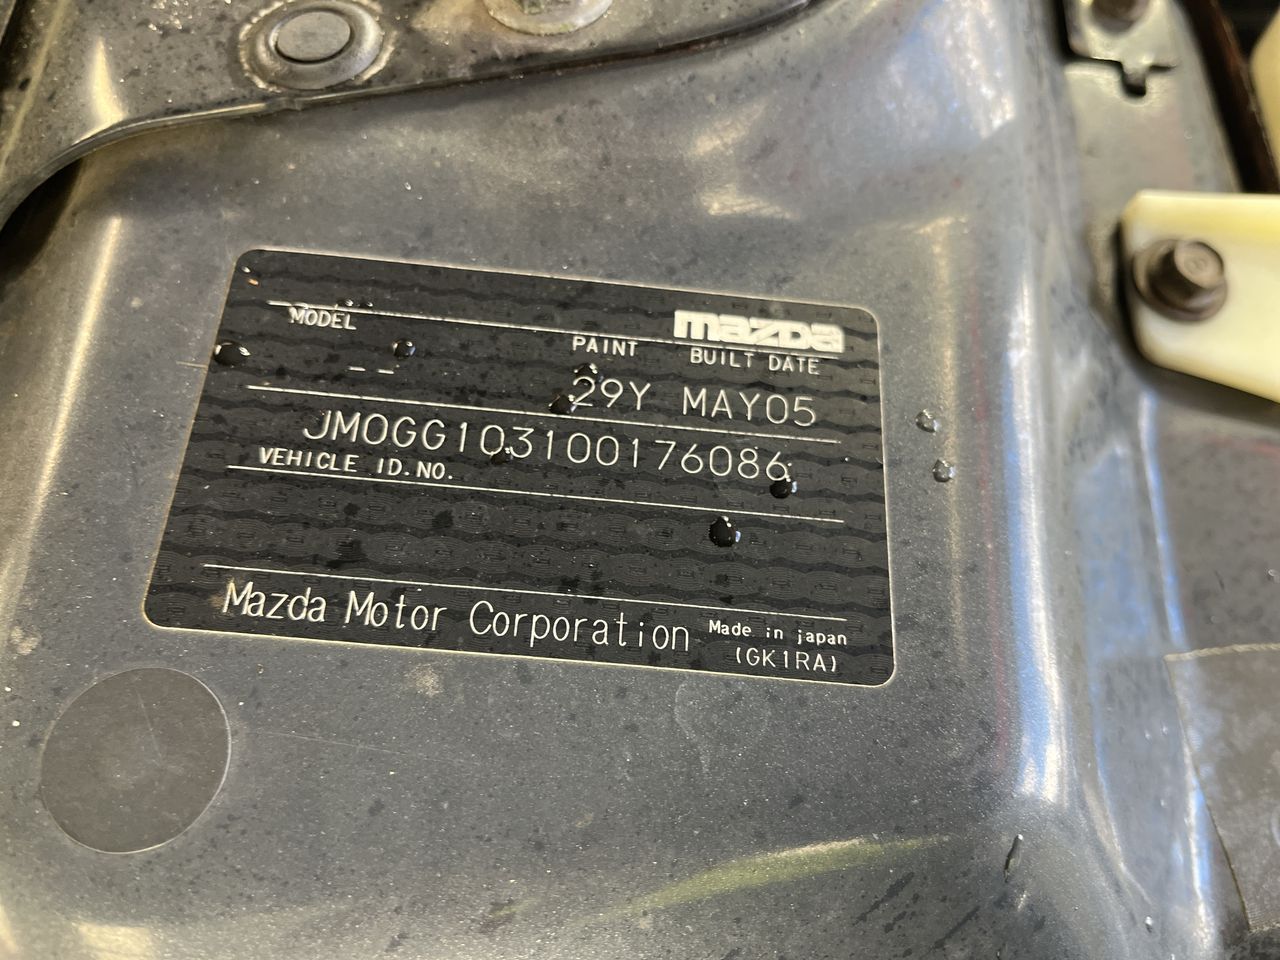 mazda
MODEL PAINT BUILT DATE
-- 29Y MAY05
JM0GG103100176086
VEHICLE ID.NO.
Mazda Motor Corporation Made in japan
(GK1RA)